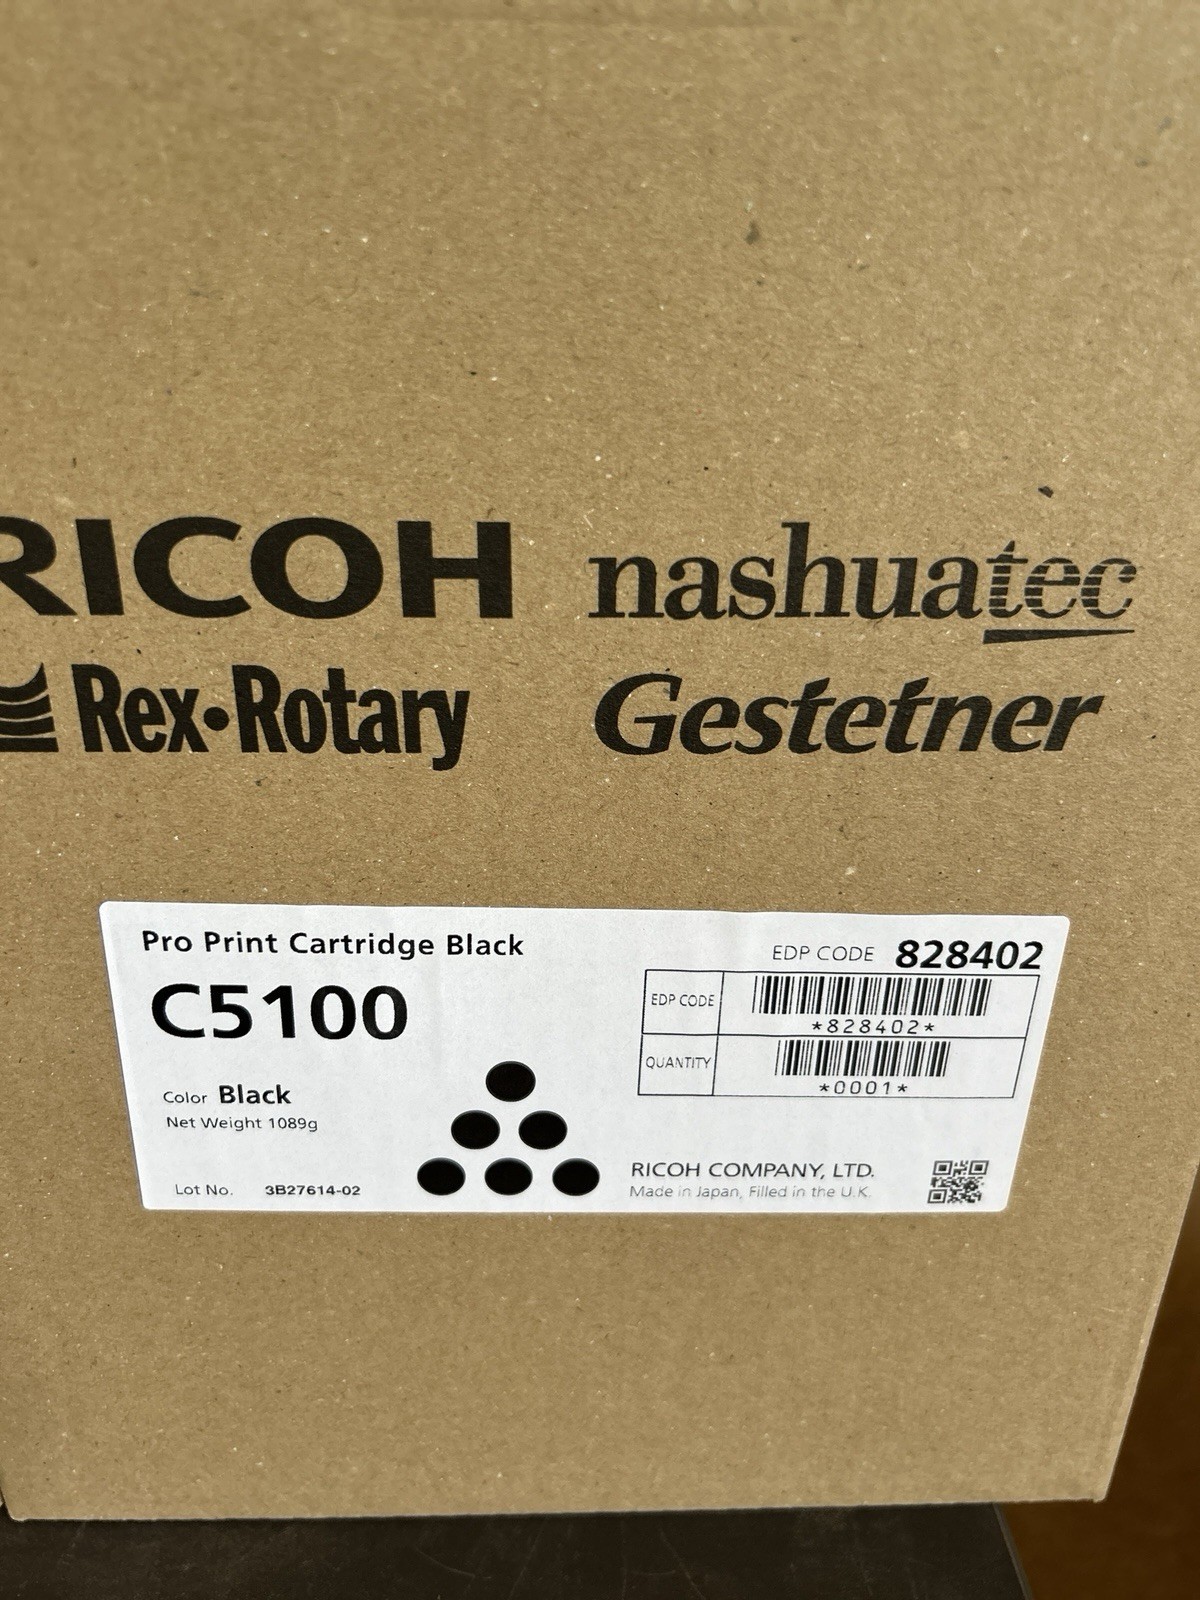 RICOH
nashuatec
Rex·Rotary
Gestetner
Pro Print Cartridge Black
C5100
Color Black
Net Weight 1089g
Lot No. 3B27614-02
EDP CODE 828402
EDP CODE
*828402*
QUANTITY
*0001*
RICOH COMPANY, LTD.
Made in Japan, Filled in the U.K.